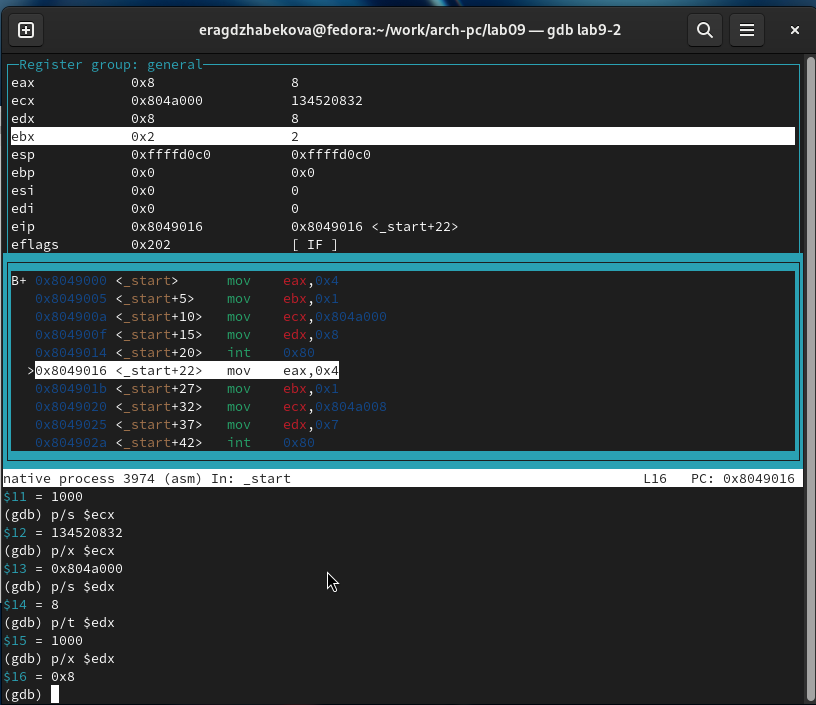 eragdzhabekova@fedora:~/work/arch-pc/lab09 — gdb lab9-2
Register group: general
eax 0x8 8
ecx 0x804a000 134520832
edx 0x8 8
ebx 0x2 2
esp 0xffffd0c0 0xffffd0c0
ebp 0x0 0x0
esi 0x0 0
edi 0x0 0
eip 0x8049016 0x8049016 <_start+22>
eflags 0x202 [ IF ]
B+ 0x8049000 <_start> mov eax,0x4
0x8049005 <_start+5> mov ebx,0x1
0x804900a <_start+10> mov ecx,0x804a000
0x804900f <_start+15> mov edx,0x8
0x8049014 <_start+20> int 0x80
>0x8049016 <_start+22> mov eax,0x4
0x804901b <_start+27> mov ebx,0x1
0x8049020 <_start+32> mov ecx,0x804a008
0x8049025 <_start+37> mov edx,0x7
0x804902a <_start+42> int 0x80
native process 3974 (asm) In: _start L16 PC: 0x8049016
$11 = 1000
(gdb) p/s $ecx
$12 = 134520832
(gdb) p/x $ecx
$13 = 0x804a000
(gdb) p/s $edx
$14 = 8
(gdb) p/t $edx
$15 = 1000
(gdb) p/x $edx
$16 = 0x8
(gdb)